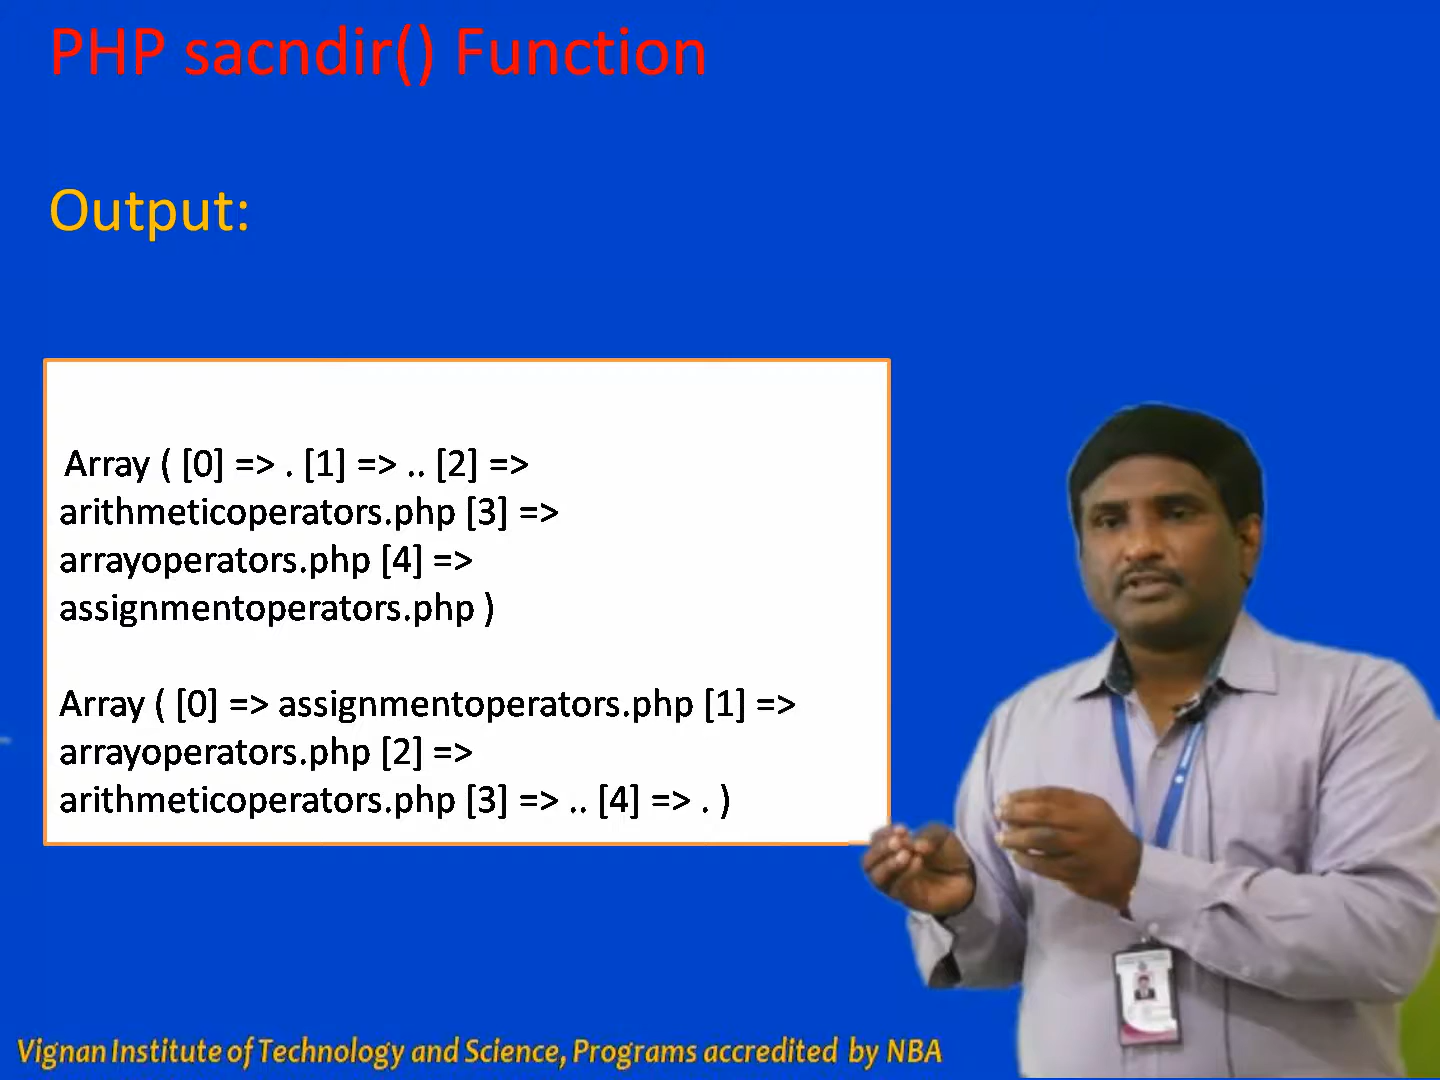 PHP sacndir() Function
Output:
Array ( [0] => . [1] => .. [2] =>
arithmeticoperators.php [3] =>
arrayoperators.php [4] =>
assignmentoperators.php )
Array ( [0] => assignmentoperators.php [1] =>
arrayoperators.php [2] =>
arithmeticoperators.php [3] => .. [4] => . )
Vignan Institute of Technology and Science, Programs accredited by NBA